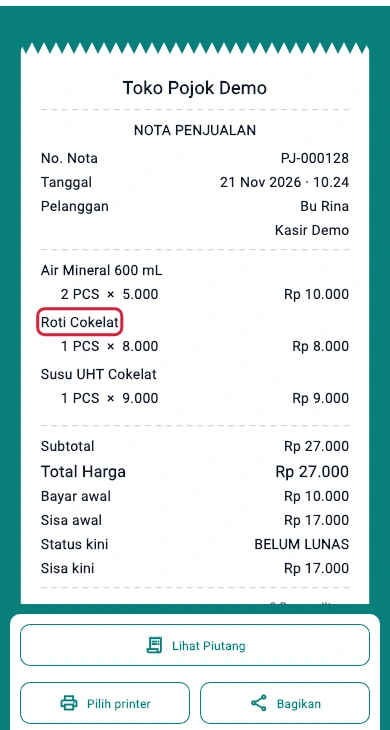 Toko Pojok Demo
NOTA PENJUALAN
No. Nota PJ-000128
Tanggal 21 Nov 2026 · 10.24
Pelanggan Bu Rina
Kasir Demo
Air Mineral 600 mL
2 PCS × 5.000 Rp 10.000
Roti Cokelat
1 PCS × 8.000 Rp 8.000
Susu UHT Cokelat
1 PCS × 9.000 Rp 9.000
Subtotal Rp 27.000
Total Harga Rp 27.000
Bayar awal Rp 10.000
Sisa awal Rp 17.000
Status kini BELUM LUNAS
Sisa kini Rp 17.000
Lihat Piutang
Pilih printer
Bagikan